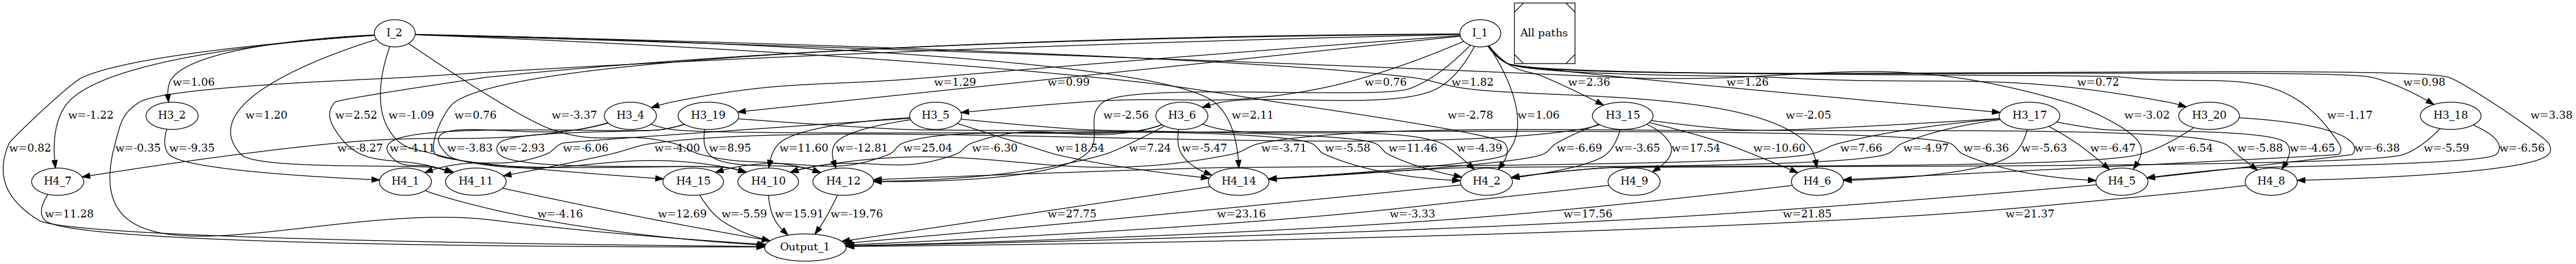 I_2
I_1
All paths
w=1.06
w=1.29
w=0.99
w=0.76
w=1.82
w=2.36
w=1.26
w=0.72
w=0.98
w=-1.22
H3_2
w=1.20
w=2.52
w=-1.09
w=0.76
w=-3.37
H3_4
H3_19
H3_5
w=-2.56
H3_6
w=2.11
w=-2.78
w=1.06
H3_15
w=-2.05
H3_17
w=-3.02
H3_20
w=-1.17
H3_18
w=3.38
w=0.82
w=-0.35
w=-9.35
w=-8.27
w=-4.11
w=-3.83
w=-2.93
w=-6.06
w=-4.00
w=8.95
w=11.60
w=-12.81
w=25.04
w=-6.30
w=18.54
w=7.24
w=-5.47
w=-3.71
w=-5.58
w=11.46
w=-4.39
w=-6.69
w=-3.65
w=17.54
w=-10.60
w=7.66
w=-4.97
w=-5.63
w=-6.36
w=-6.47
w=-6.54
w=-5.88
w=-4.65
w=-6.38
w=-5.59
w=-6.56
H4_7
H4_1
H4_11
H4_15
H4_10
H4_12
H4_14
H4_2
H4_9
H4_6
H4_5
H4_8
w=11.28
w=-4.16
w=12.69
w=-5.59
w=15.91
w=-19.76
w=27.75
w=23.16
w=-3.33
w=17.56
w=21.85
w=21.37
Output_1